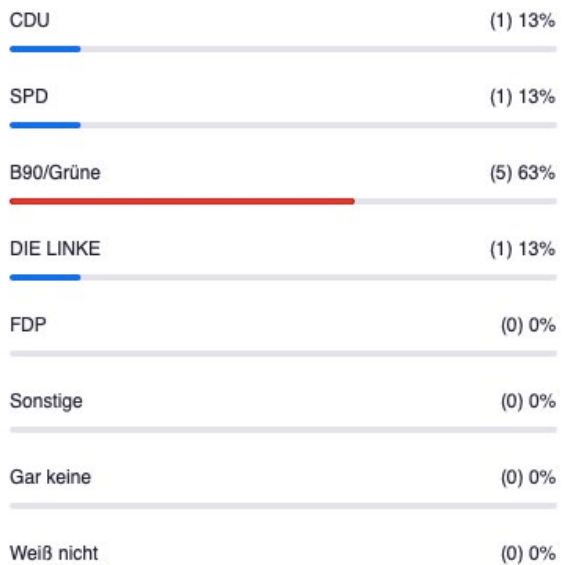 CDU (1) 13%
SPD (1) 13%
B90/Grüne (5) 63%
DIE LINKE (1) 13%
FDP (0) 0%
Sonstige (0) 0%
Gar keine (0) 0%
Weiß nicht (0) 0%